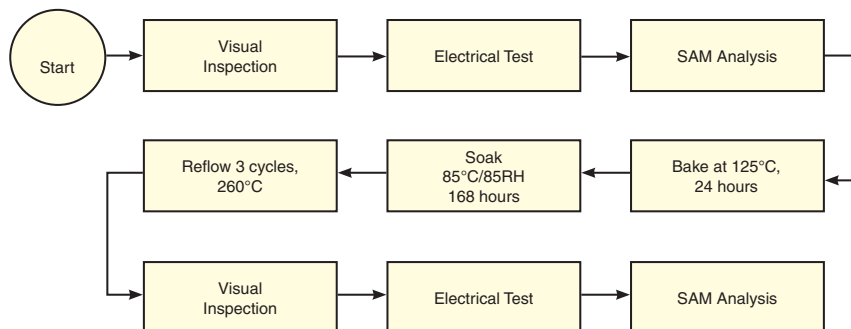 Start
Visual
Inspection
Electrical Test
SAM Analysis
Bake at 125°C,
24 hours
Soak
85°C/85RH
168 hours
Reflow 3 cycles,
260°C
Visual
Inspection
Electrical Test
SAM Analysis